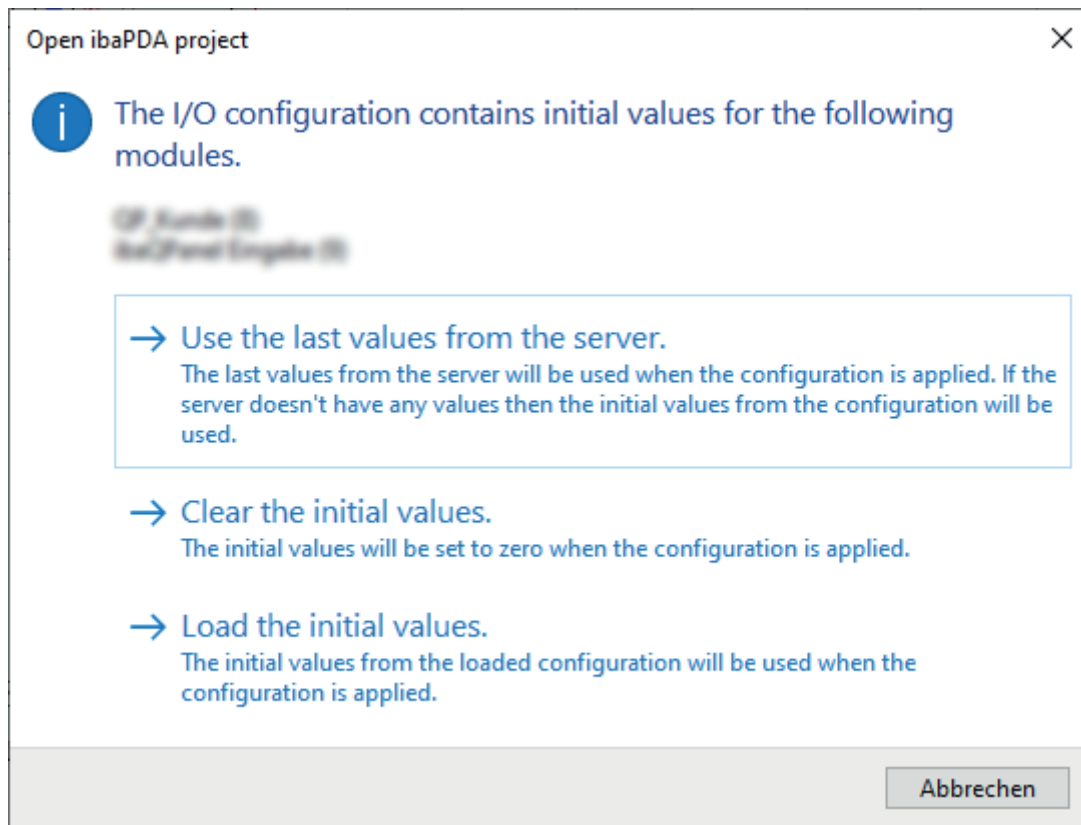 Open ibaPDA project
The I/O configuration contains initial values for the following
modules.
QP_Kunde
ibaQPanel Eingabe
Use the last values from the server.
The last values from the server will be used when the configuration is applied. If the
server doesn't have any values then the initial values from the configuration will be
used.
Clear the initial values.
The initial values will be set to zero when the configuration is applied.
Load the initial values.
The initial values from the loaded configuration will be used when the
configuration is applied.
Abbrechen